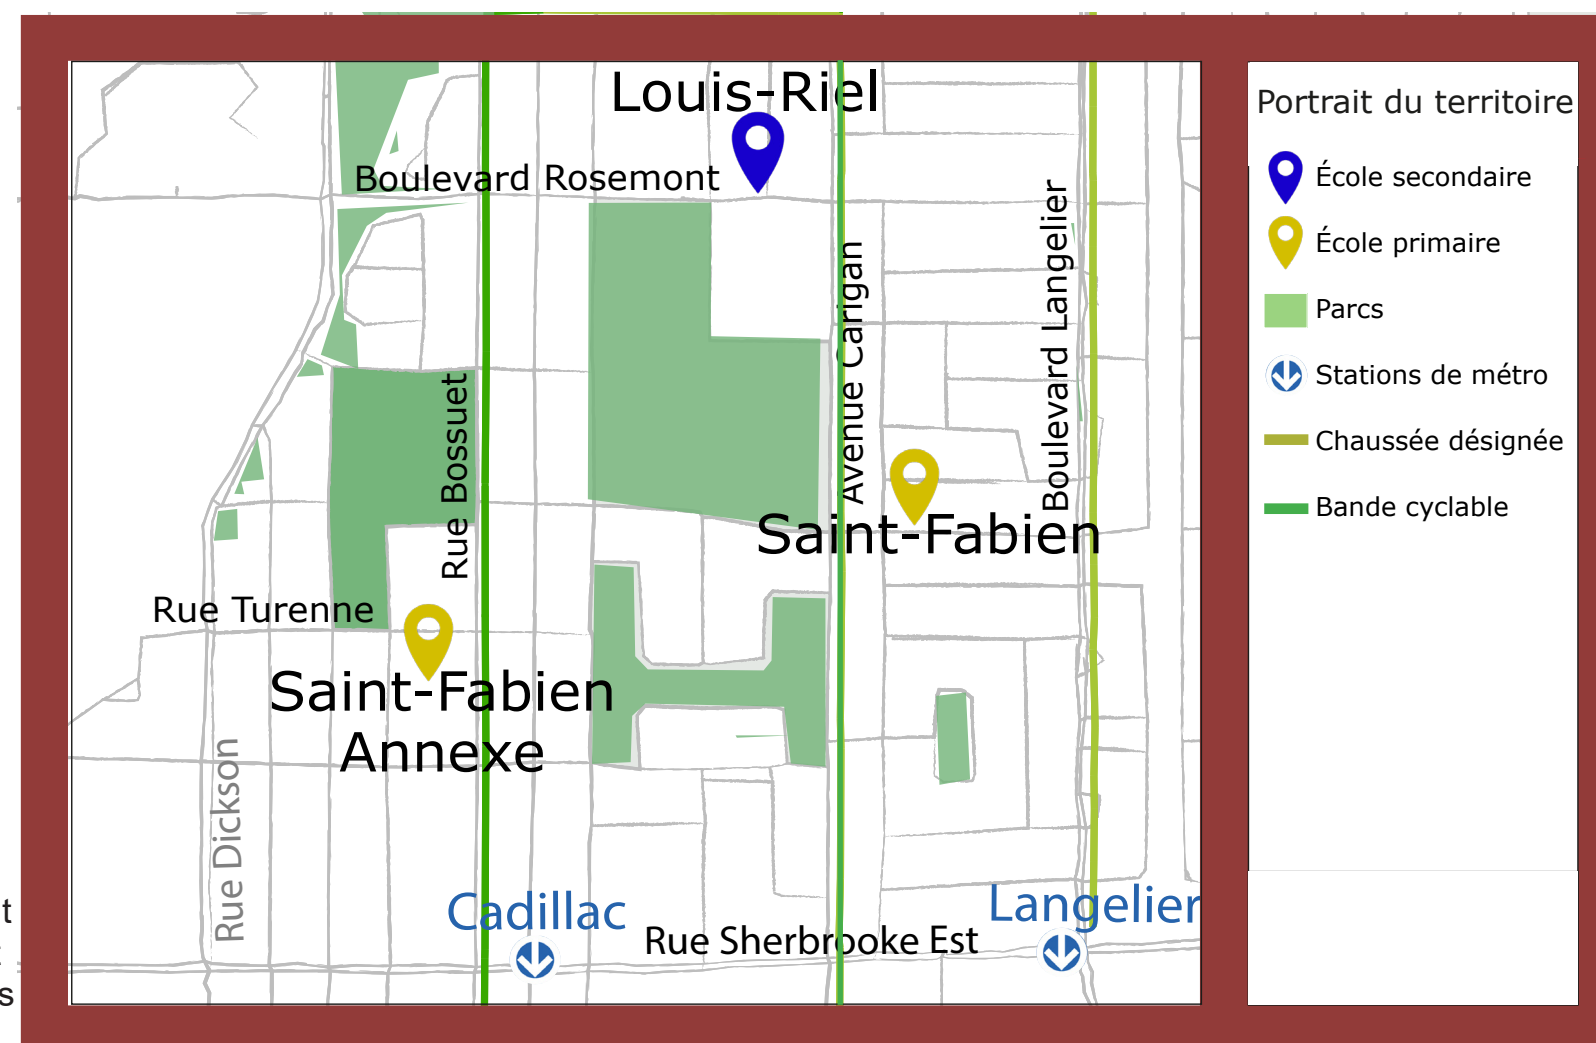 Louis-Riel
Boulevard Rosemont
Avenue Carigan
Boulevard Langelier
Rue Bossuet
Saint-Fabien
Rue Turenne
Saint-Fabien
Annexe
Rue Dickson
Cadillac
Langelier
Rue Sherbrooke Est
Portrait du territoire
École secondaire
École primaire
Parcs
Stations de métro
Chaussée désignée
Bande cyclable
t
s